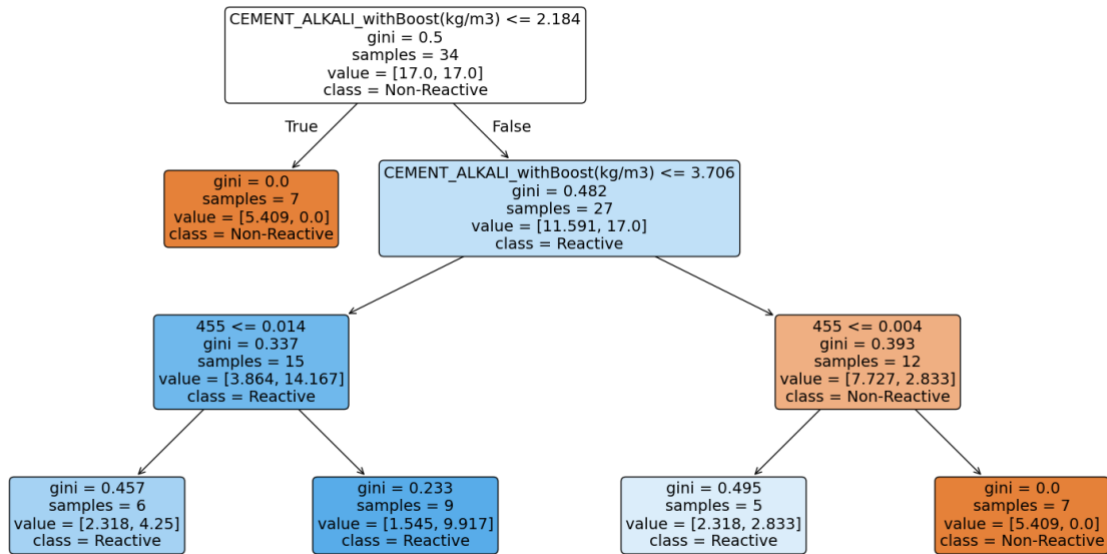 CEMENT_ALKALI_withBoost(kg/m3) <= 2.184
gini = 0.5
samples = 34
value = [17.0, 17.0]
class = Non-Reactive
True
False
gini = 0.0
samples = 7
value = [5.409, 0.0]
class = Non-Reactive
CEMENT_ALKALI_withBoost(kg/m3) <= 3.706
gini = 0.482
samples = 27
value = [11.591, 17.0]
class = Reactive
455 <= 0.014
gini = 0.337
samples = 15
value = [3.864, 14.167]
class = Reactive
455 <= 0.004
gini = 0.393
samples = 12
value = [7.727, 2.833]
class = Non-Reactive
gini = 0.457
samples = 6
value = [2.318, 4.25]
class = Reactive
gini = 0.233
samples = 9
value = [1.545, 9.917]
class = Reactive
gini = 0.495
samples = 5
value = [2.318, 2.833]
class = Reactive
gini = 0.0
samples = 7
value = [5.409, 0.0]
class = Non-Reactive